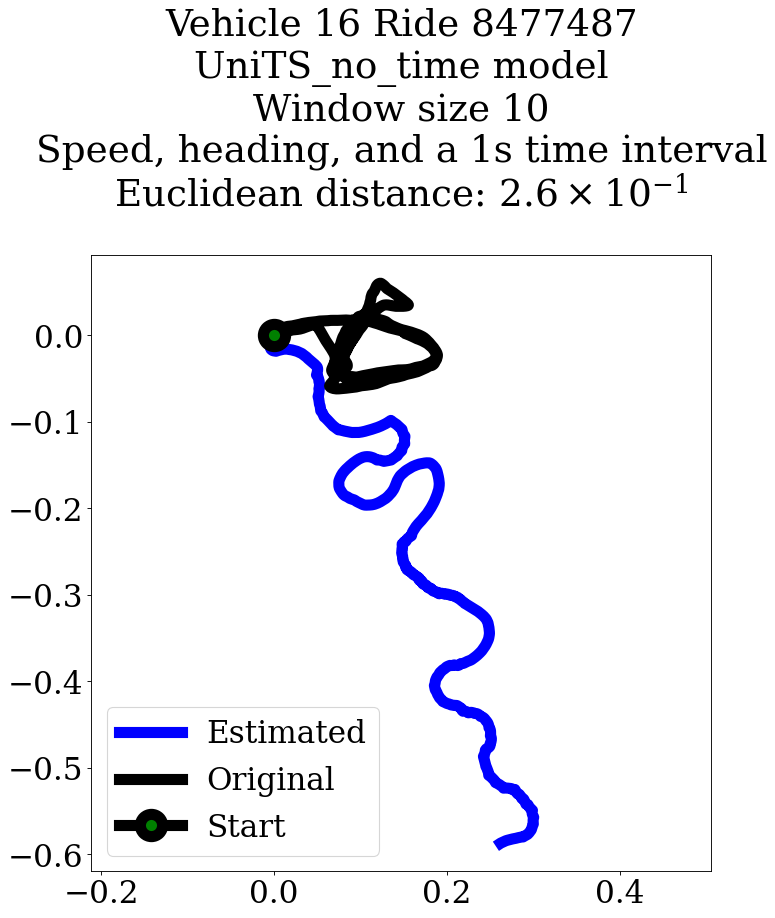 Vehicle 16 Ride 8477487
UniTS_no_time model
Window size 10
Speed, heading, and a 1s time interval
Euclidean distance: 2.6 × 10⁻¹
0.0
−0.1
−0.2
−0.3
−0.4
−0.5
−0.6
Estimated
Original
Start
−0.2 0.0 0.2 0.4